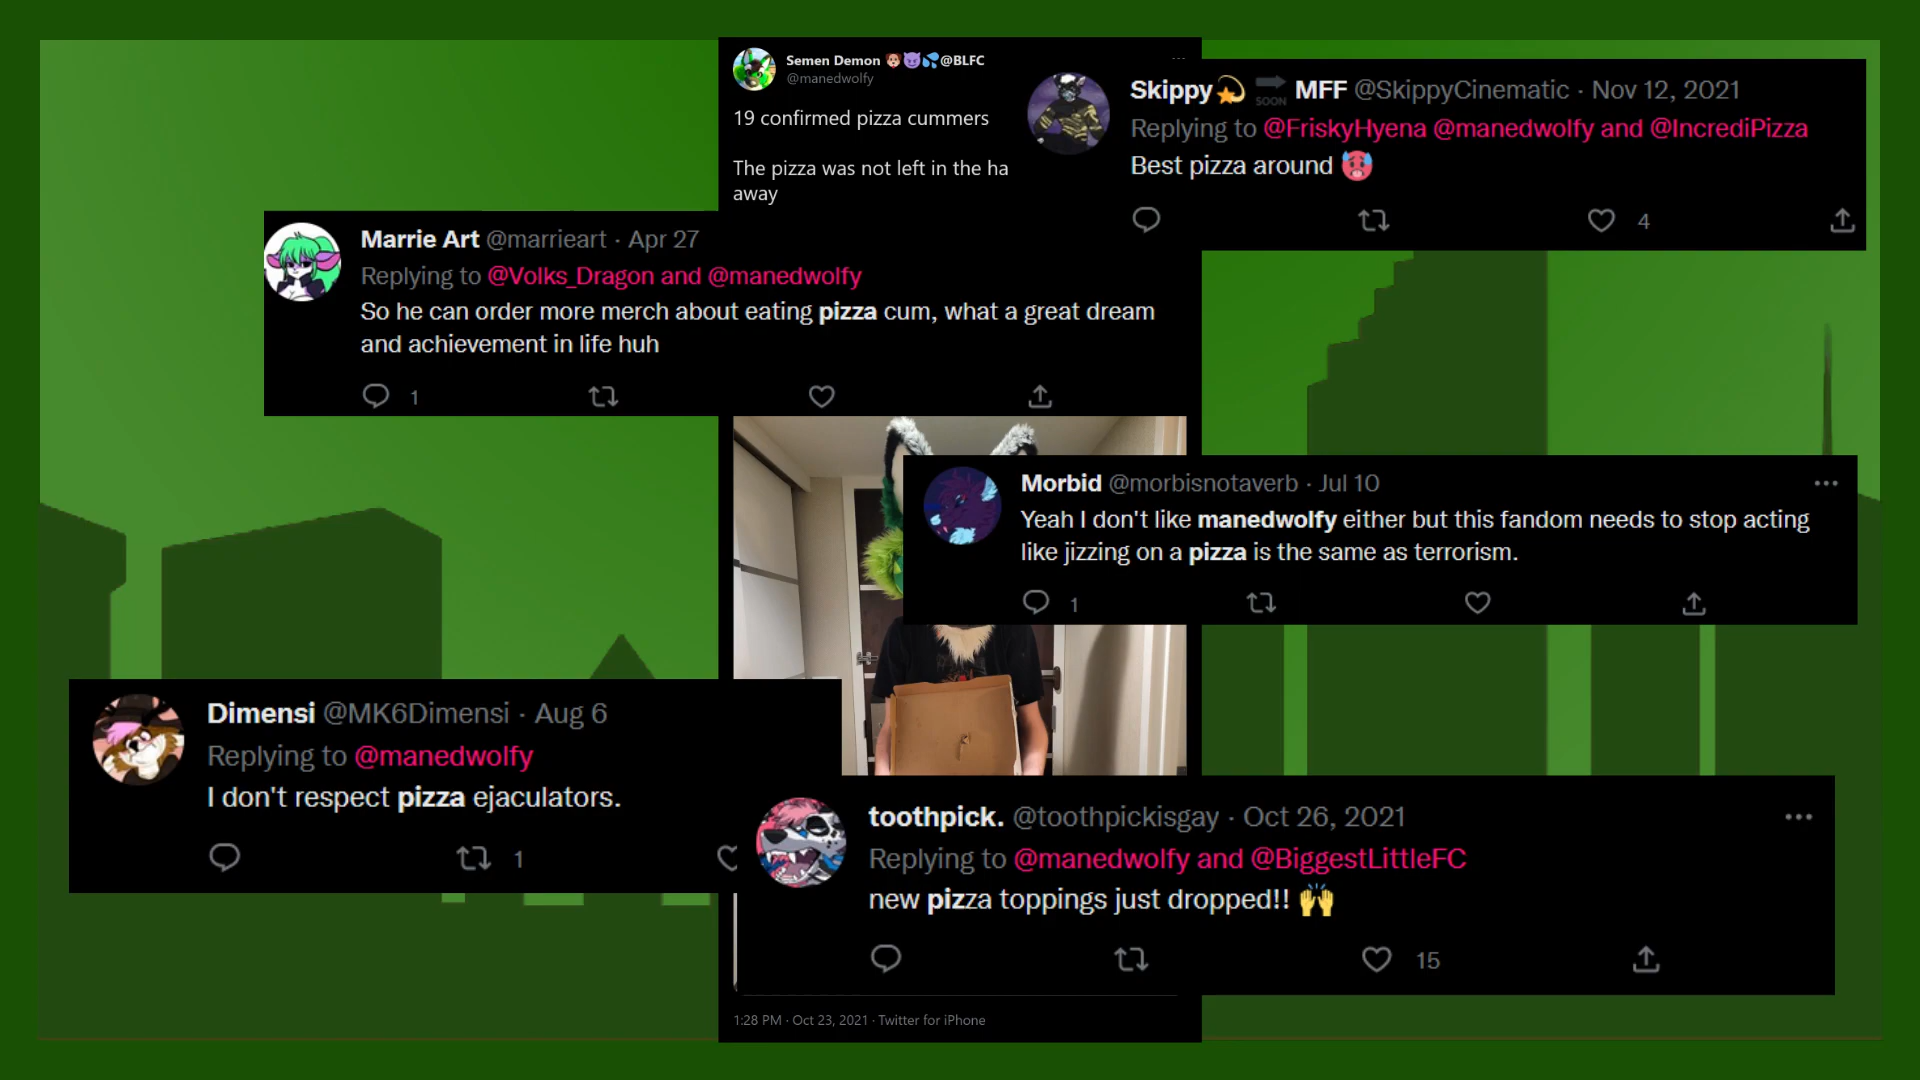 Semen Demon 🐶😈💦@BLFC
@manedwolfy
19 confirmed pizza cummers
The pizza was not left in the ha
away
Skippy💫 🔜 MFF @SkippyCinematic · Nov 12, 2021
Replying to @FriskyHyena @manedwolfy and @IncrediPizza
Best pizza around 🥵
4
Marrie Art @marrieart · Apr 27
Replying to @Volks_Dragon and @manedwolfy
So he can order more merch about eating pizza cum, what a great dream
and achievement in life huh
1
Morbid @morbisnotaverb · Jul 10
Yeah I don't like manedwolfy either but this fandom needs to stop acting
like jizzing on a pizza is the same as terrorism.
1
Dimensi @MK6Dimensi · Aug 6
Replying to @manedwolfy
I don't respect pizza ejaculators.
1
toothpick. @toothpickisgay · Oct 26, 2021
Replying to @manedwolfy and @BiggestLittleFC
new pizza toppings just dropped!! 🙌
15
1:28 PM · Oct 23, 2021 · Twitter for iPhone